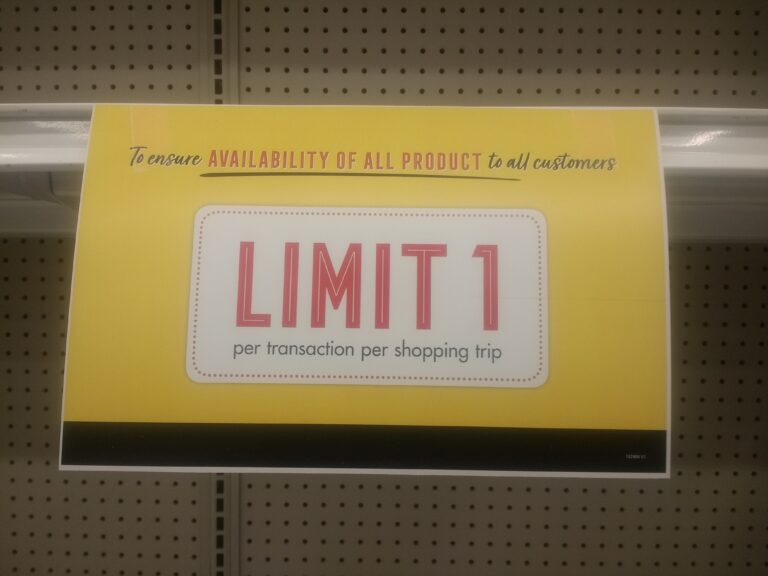 To ensure AVAILABILITY OF ALL PRODUCT to all customers
LIMIT 1
per transaction per shopping trip